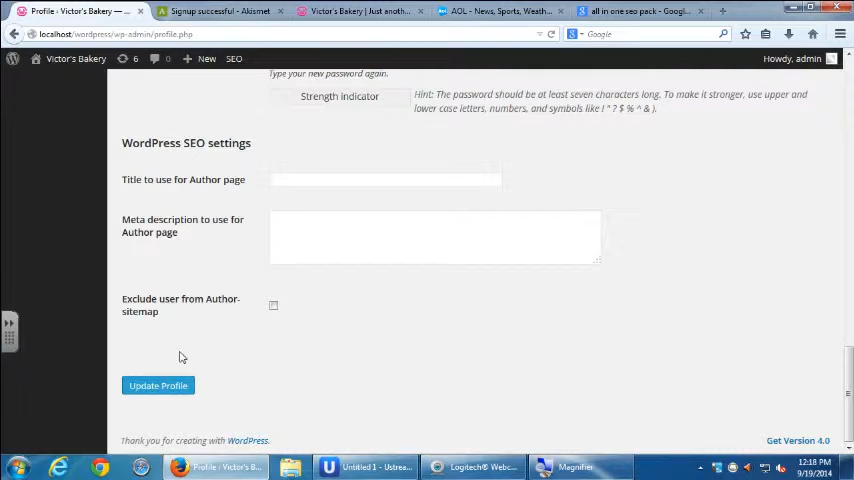 Profile ‹ Victor's Bakery —...
Signup successful - Akismet
Victor's Bakery | Just anoth...
AOL - News, Sports, Weath...
all in one seo pack - Googl...
localhost/wordpress/wp-admin/profile.php
Google
Victor's Bakery
6
0
+ New
SEO
Howdy, admin
Type your new password again.
Strength indicator
Hint: The password should be at least seven characters long. To make it stronger, use upper and
lower case letters, numbers, and symbols like ! " ? $ % ^ & ).
WordPress SEO settings
Title to use for Author page
Meta description to use for
Author page
Exclude user from Author-
sitemap
Update Profile
Thank you for creating with WordPress.
Get Version 4.0
Profile ‹ Victor's B...
Untitled 1 - Ustrea...
Logitech® Webc...
Magnifier
12:18 PM
9/19/2014